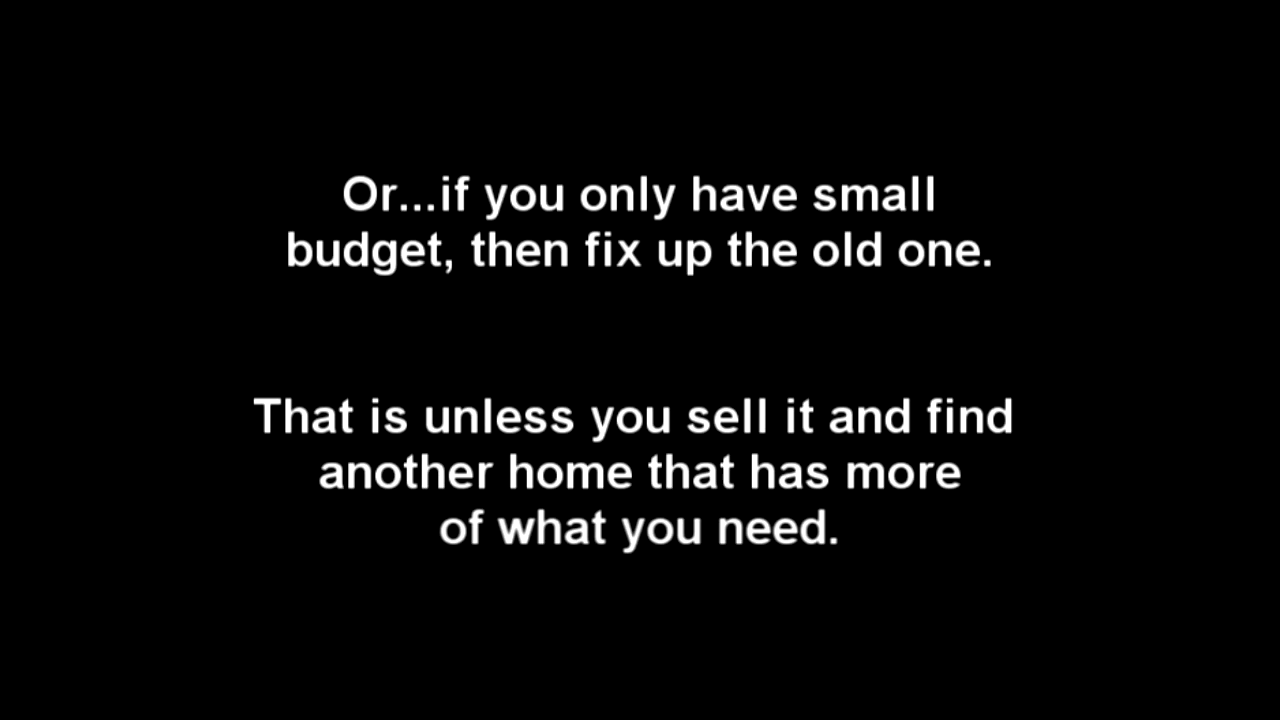 Or...if you only have small
budget, then fix up the old one.
That is unless you sell it and find
another home that has more
of what you need.